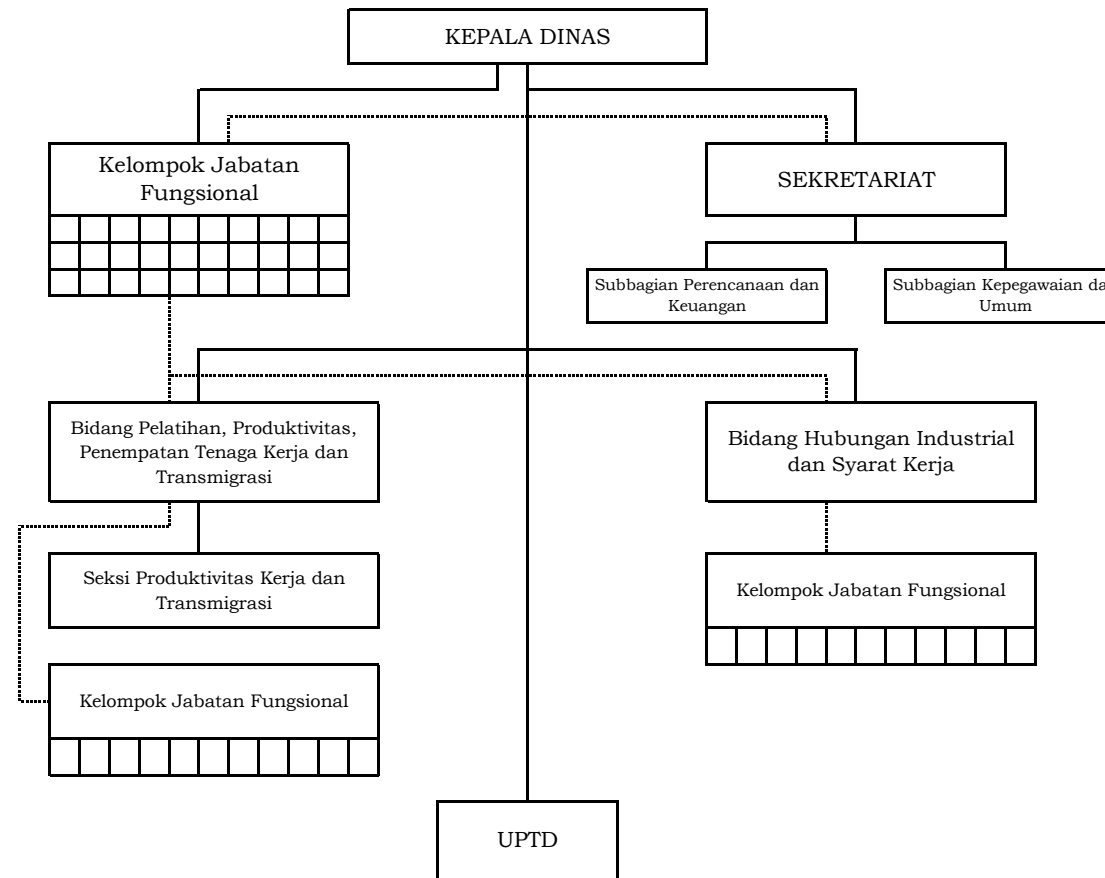 KEPALA DINAS
Kelompok Jabatan
Fungsional
SEKRETARIAT
Subbagian Perencanaan dan
Keuangan
Subbagian Kepegawaian da
Umum
Bidang Pelatihan, Produktivitas,
Penempatan Tenaga Kerja dan
Transmigrasi
Bidang Hubungan Industrial
dan Syarat Kerja
Seksi Produktivitas Kerja dan
Transmigrasi
Kelompok Jabatan Fungsional
Kelompok Jabatan Fungsional
UPTD